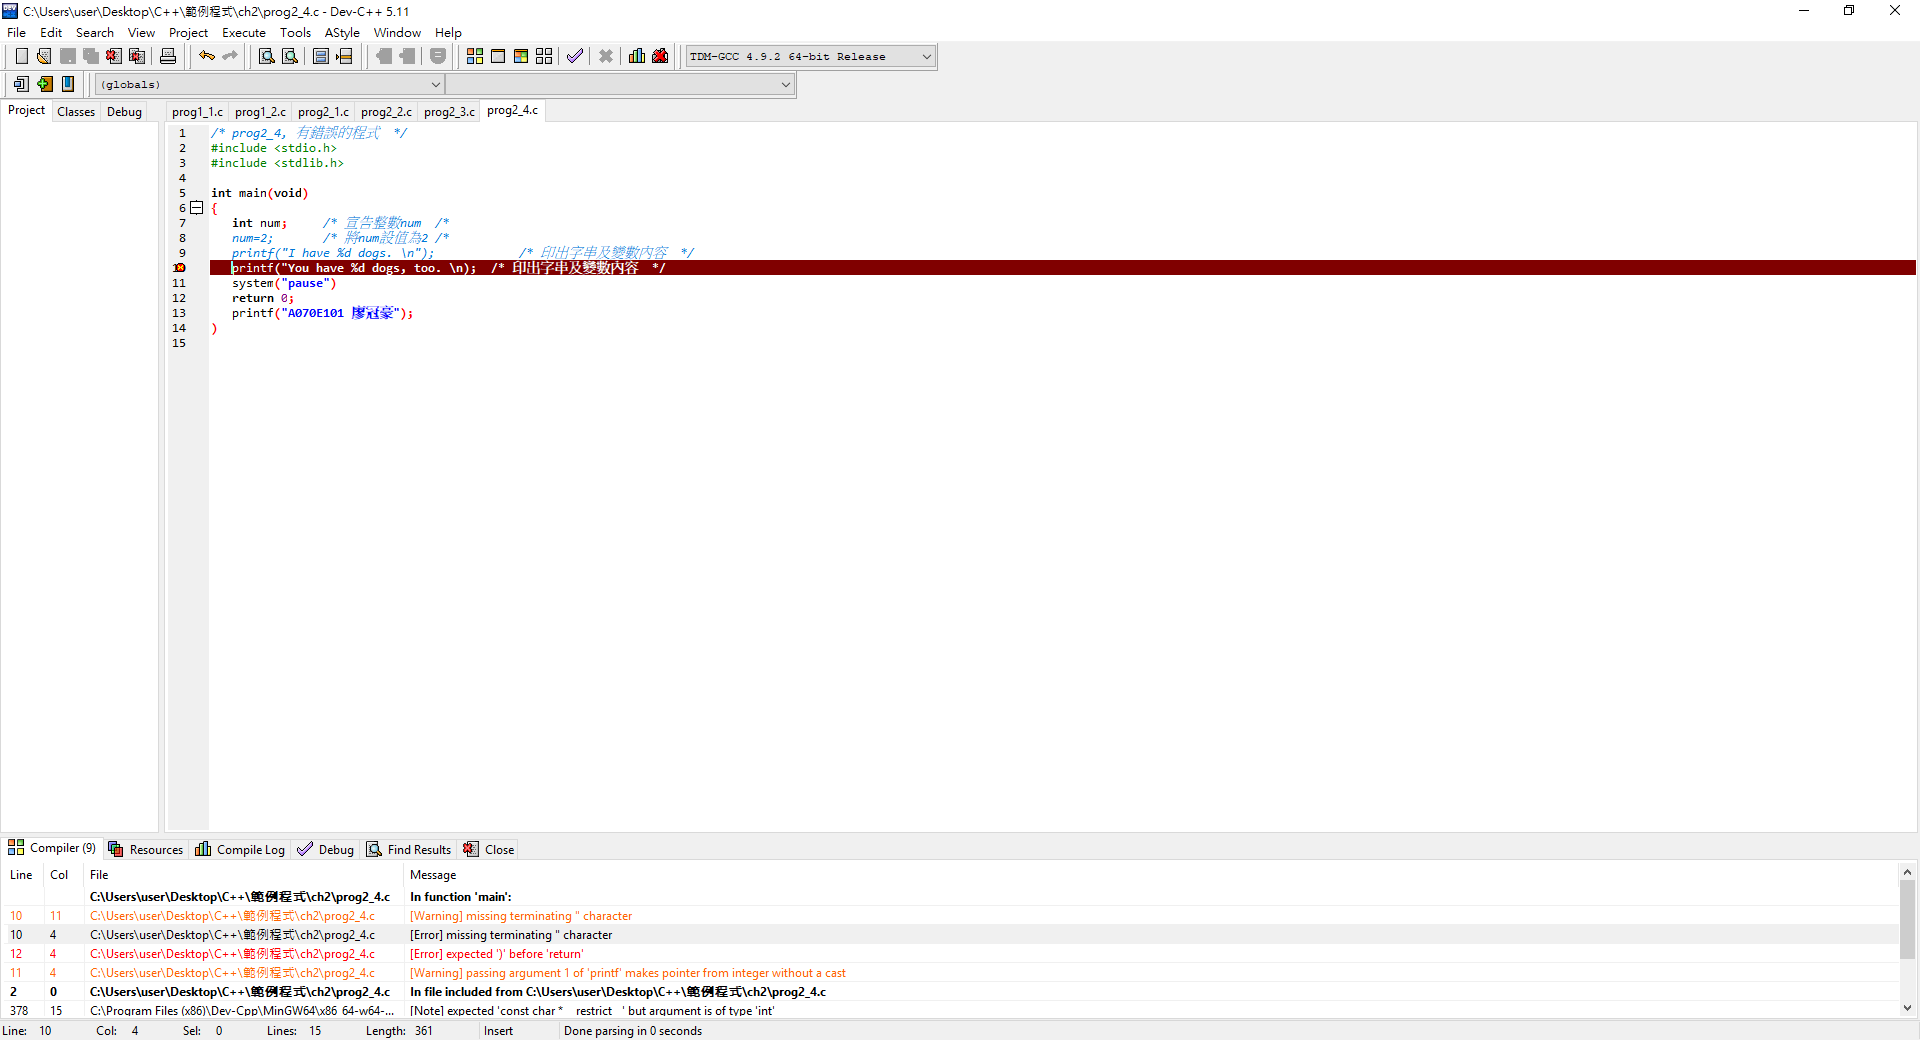 C:\Users\user\Desktop\C++\範例程式\ch2\prog2_4.c - Dev-C++ 5.11
File Edit Search View Project Execute Tools AStyle Window Help
TDM-GCC 4.9.2 64-bit Release
(globals)
Project Classes Debug
prog1_1.c prog1_2.c prog2_1.c prog2_2.c prog2_3.c prog2_4.c
1 /* prog2_4, 有錯誤的程式 */
2 #include <stdio.h>
3 #include <stdlib.h>
4
5 int main(void)
6 {
7 int num; /* 宣告整數num /*
8 num=2; /* 將num設值為2 /*
9 printf("I have %d dogs. \n"); /* 印出字串及變數內容 */
10 printf("You have %d dogs, too. \n); /* 印出字串及變數內容 */
11 system("pause")
12 return 0;
13 printf("A070E101 廖冠豪");
14 )
15
Compiler (9) Resources Compile Log Debug Find Results Close
Line Col File Message
C:\Users\user\Desktop\C++\範例程式\ch2\prog2_4.c In function 'main':
10 11 C:\Users\user\Desktop\C++\範例程式\ch2\prog2_4.c [Warning] missing terminating " character
10 4 C:\Users\user\Desktop\C++\範例程式\ch2\prog2_4.c [Error] missing terminating " character
12 4 C:\Users\user\Desktop\C++\範例程式\ch2\prog2_4.c [Error] expected ')' before 'return'
11 4 C:\Users\user\Desktop\C++\範例程式\ch2\prog2_4.c [Warning] passing argument 1 of 'printf' makes pointer from integer without a cast
2 0 C:\Users\user\Desktop\C++\範例程式\ch2\prog2_4.c In file included from C:\Users\user\Desktop\C++\範例程式\ch2\prog2_4.c
378 15 C:\Program Files (x86)\Dev-Cpp\MinGW64\x86_64-w64-... [Note] expected 'const char * __restrict__' but argument is of type 'int'
Line: 10 Col: 4 Sel: 0 Lines: 15 Length: 361 Insert Done parsing in 0 seconds